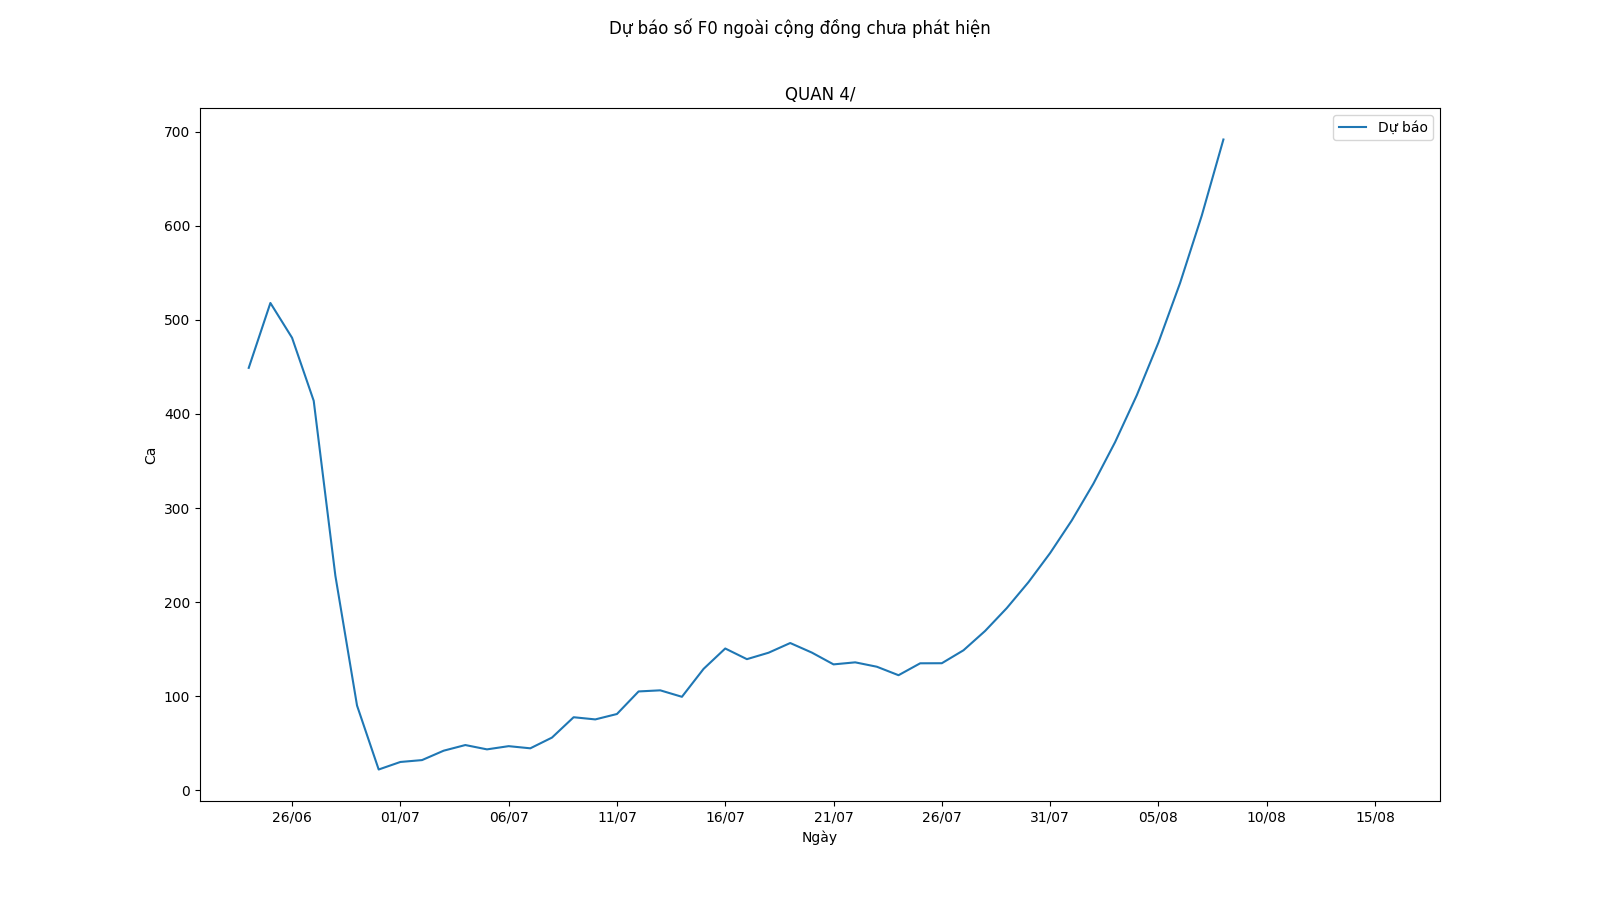 Dự báo số F0 ngoài cộng đồng chưa phát hiện
QUAN 4/
Dự báo
700
600
500
400
300
200
100
0
Ca
26/06 01/07 06/07 11/07 16/07 21/07 26/07 31/07 05/08 10/08 15/08
Ngày